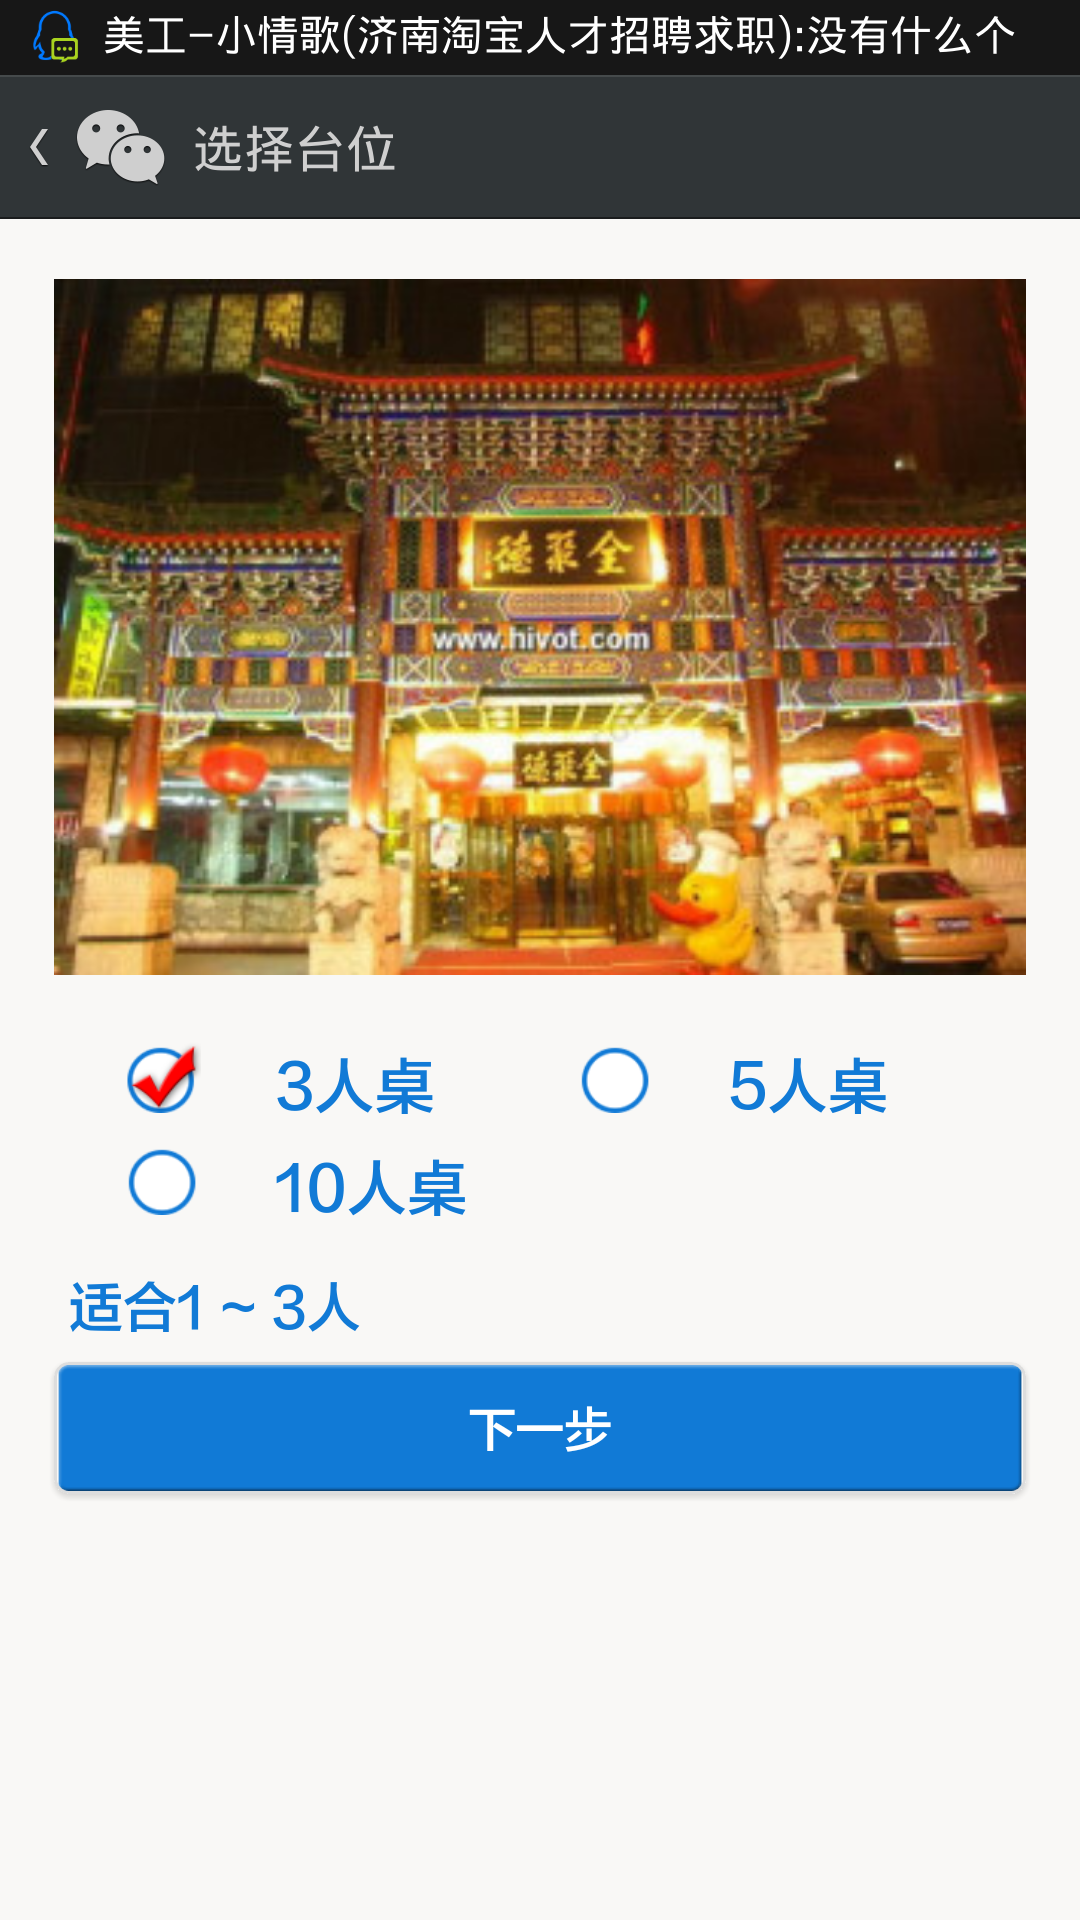 美工-小情歌(济南淘宝人才招聘求职):没有什么个
选择台位
德聚全
www.hivot.com
德聚全
3人桌
5人桌
10人桌
适合1 ~ 3人
下一步